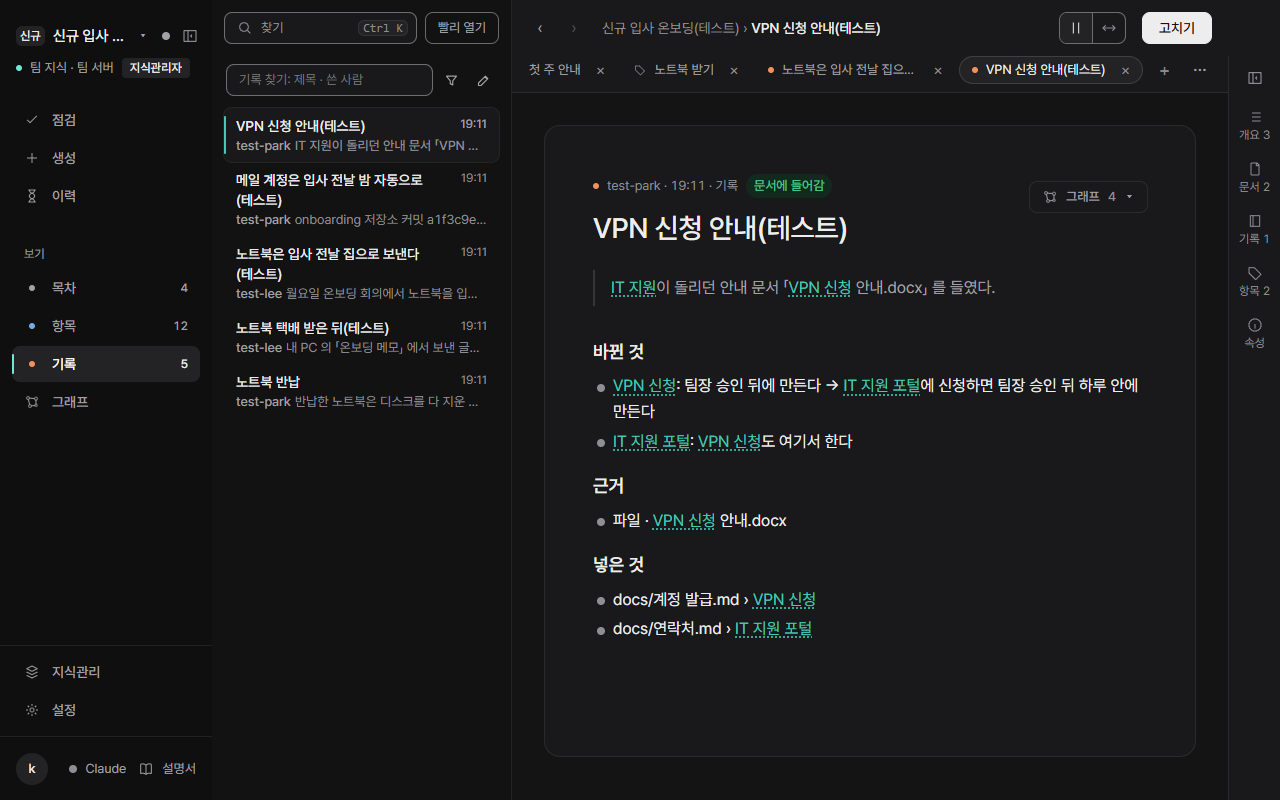 신규 신규 입사 ...
팀 지식 · 팀 서버 지식관리자
점검
생성
이력
보기
목차 4
항목 12
기록 5
그래프
지식관리
설정
k Claude 설명서
찾기 Ctrl K 빨리 열기
기록 찾기: 제목 · 쓴 사람
VPN 신청 안내(테스트) 19:11
test-park IT 지원이 돌리던 안내 문서 「VPN ...
메일 계정은 입사 전날 밤 자동으로 19:11
(테스트)
test-park onboarding 저장소 커밋 a1f3c9e...
노트북은 입사 전날 집으로 보낸다 19:11
(테스트)
test-lee 월요일 온보딩 회의에서 노트북을 입...
노트북 택배 받은 뒤(테스트) 19:11
test-lee 내 PC 의 「온보딩 메모」 에서 보낸 글...
노트북 반납 19:11
test-park 반납한 노트북은 디스크를 다 지운 ...
‹ › 신규 입사 온보딩(테스트) › VPN 신청 안내(테스트) 고치기
첫 주 안내 × 노트북 받기 × 노트북은 입사 전날 집으... × VPN 신청 안내(테스트) × + ...
test-park · 19:11 · 기록 문서에 들어감
그래프 4
VPN 신청 안내(테스트)
IT 지원이 돌리던 안내 문서 「VPN 신청 안내.docx」 를 들였다.
바뀐 것
VPN 신청: 팀장 승인 뒤에 만든다 → IT 지원 포털에 신청하면 팀장 승인 뒤 하루 안에
만든다
IT 지원 포털: VPN 신청도 여기서 한다
근거
파일 · VPN 신청 안내.docx
넣은 것
docs/계정 발급.md › VPN 신청
docs/연락처.md › IT 지원 포털
개요 3
문서 2
기록 1
항목 2
속성